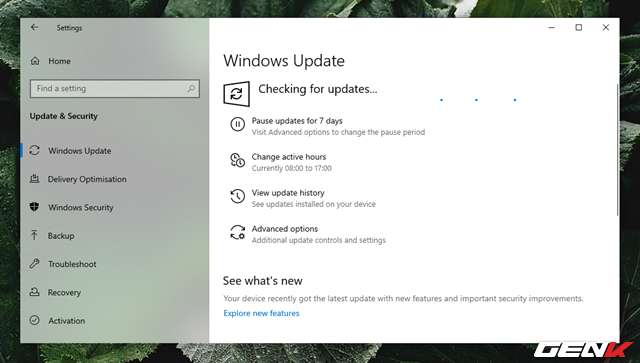 Settings
Home
Find a setting
Update & Security
Windows Update
Delivery Optimisation
Windows Security
Backup
Troubleshoot
Recovery
Activation
Windows Update
Checking for updates...
Pause updates for 7 days
Visit Advanced options to change the pause period
Change active hours
Currently 08:00 to 17:00
View update history
See updates installed on your device
Advanced options
Additional update controls and settings
See what's new
Your device recently got the latest update with new features and important security improvements.
Explore new features
GENK